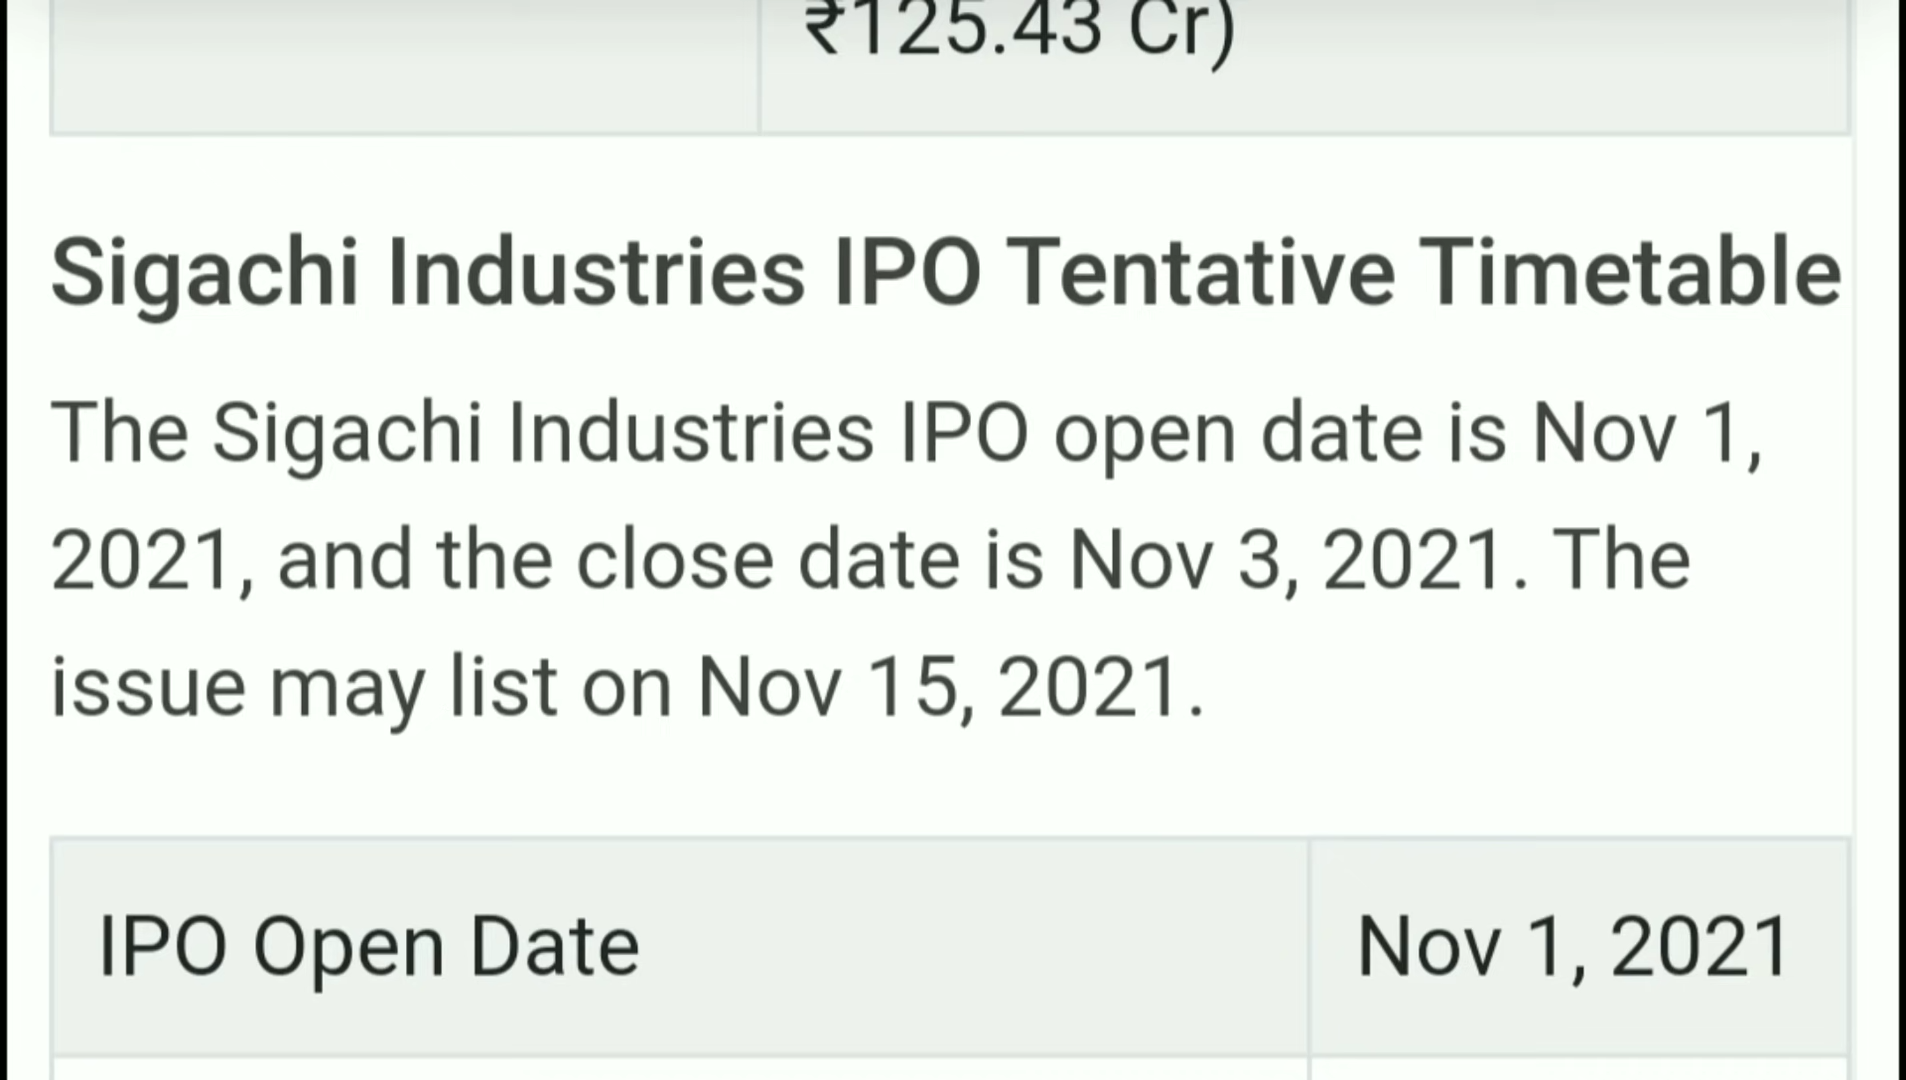 ₹125.43 Cr)
Sigachi Industries IPO Tentative Timetable
The Sigachi Industries IPO open date is Nov 1,
2021, and the close date is Nov 3, 2021. The
issue may list on Nov 15, 2021.
IPO Open Date Nov 1, 2021